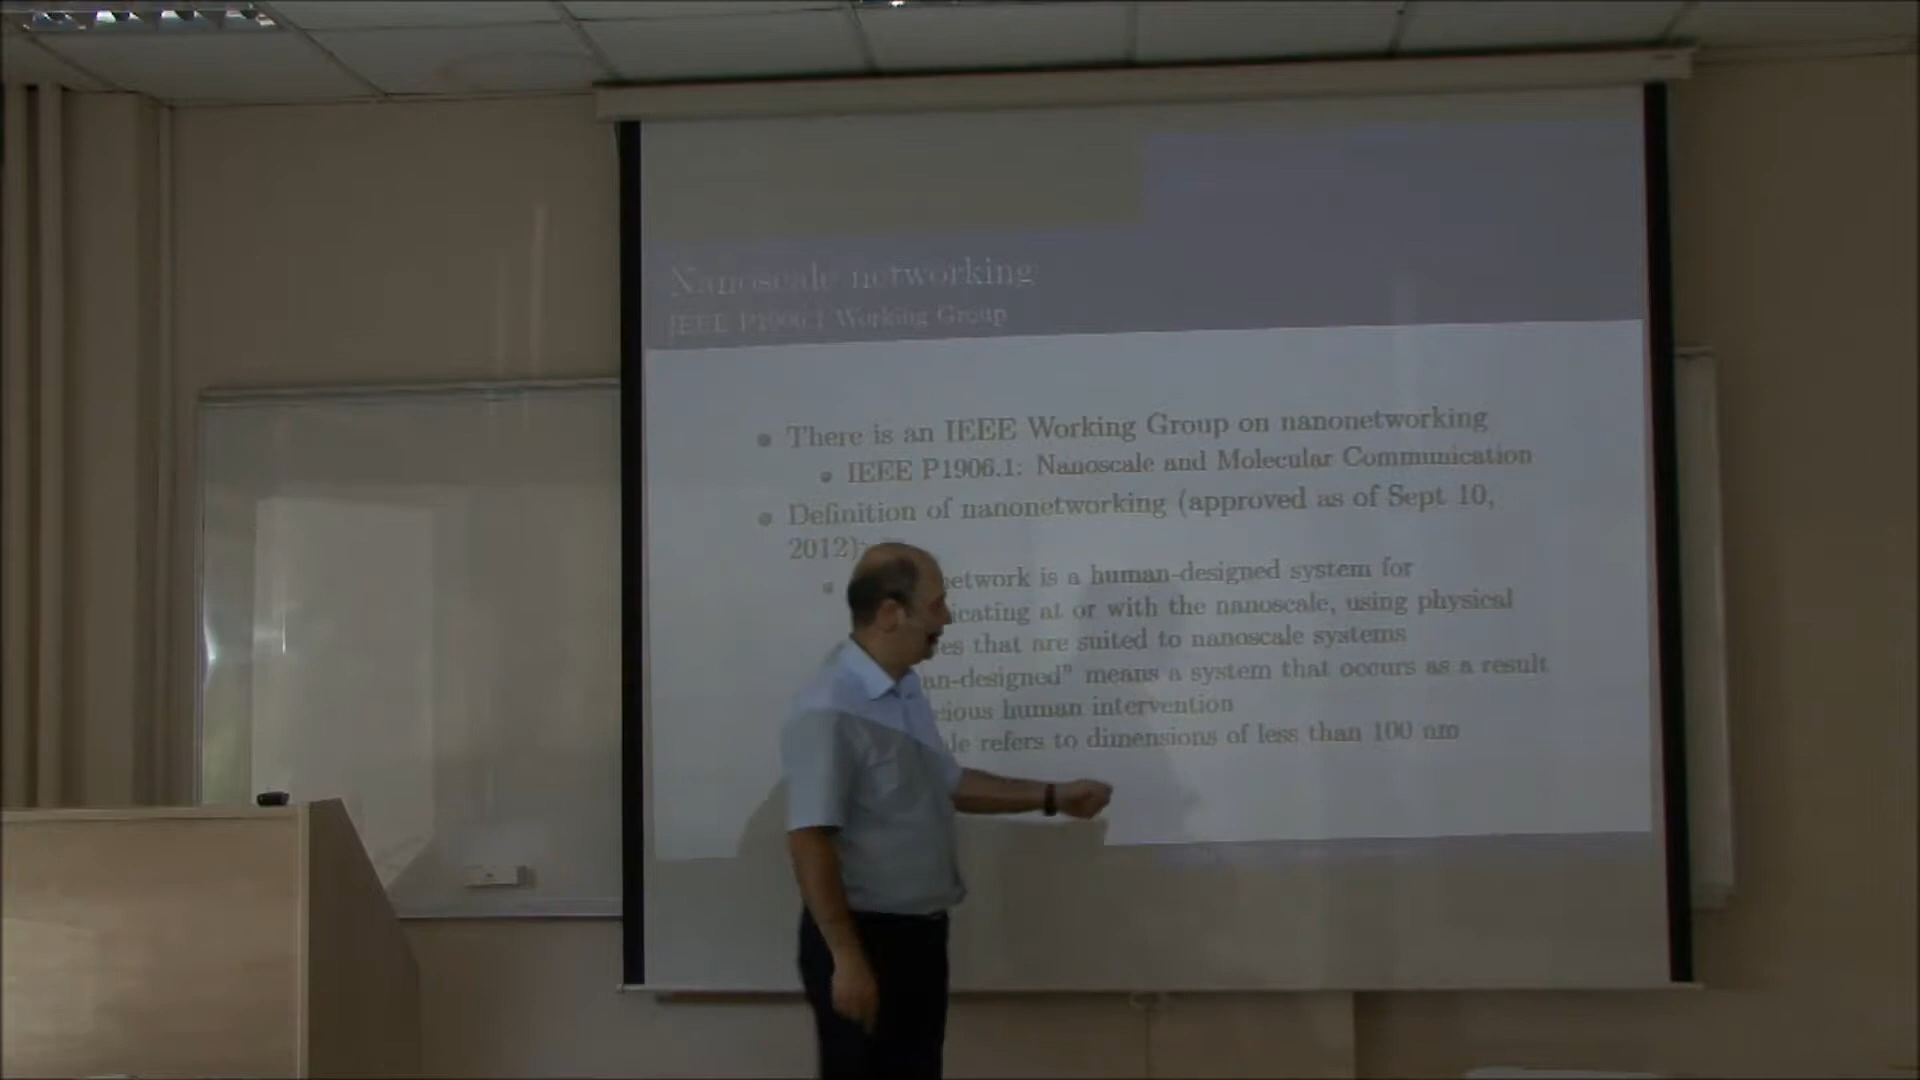 Nanoscale networking
IEEE P1906.1 Working Group
There is an IEEE Working Group on nanonetworking
IEEE P1906.1: Nanoscale and Molecular Communication
Definition of nanonetworking (approved as of Sept 10,
2012):
network is a human-designed system for
icating at or with the nanoscale, using physical
es that are suited to nanoscale systems
an-designed" means a system that occurs as a result
cious human intervention
le refers to dimensions of less than 100 nm